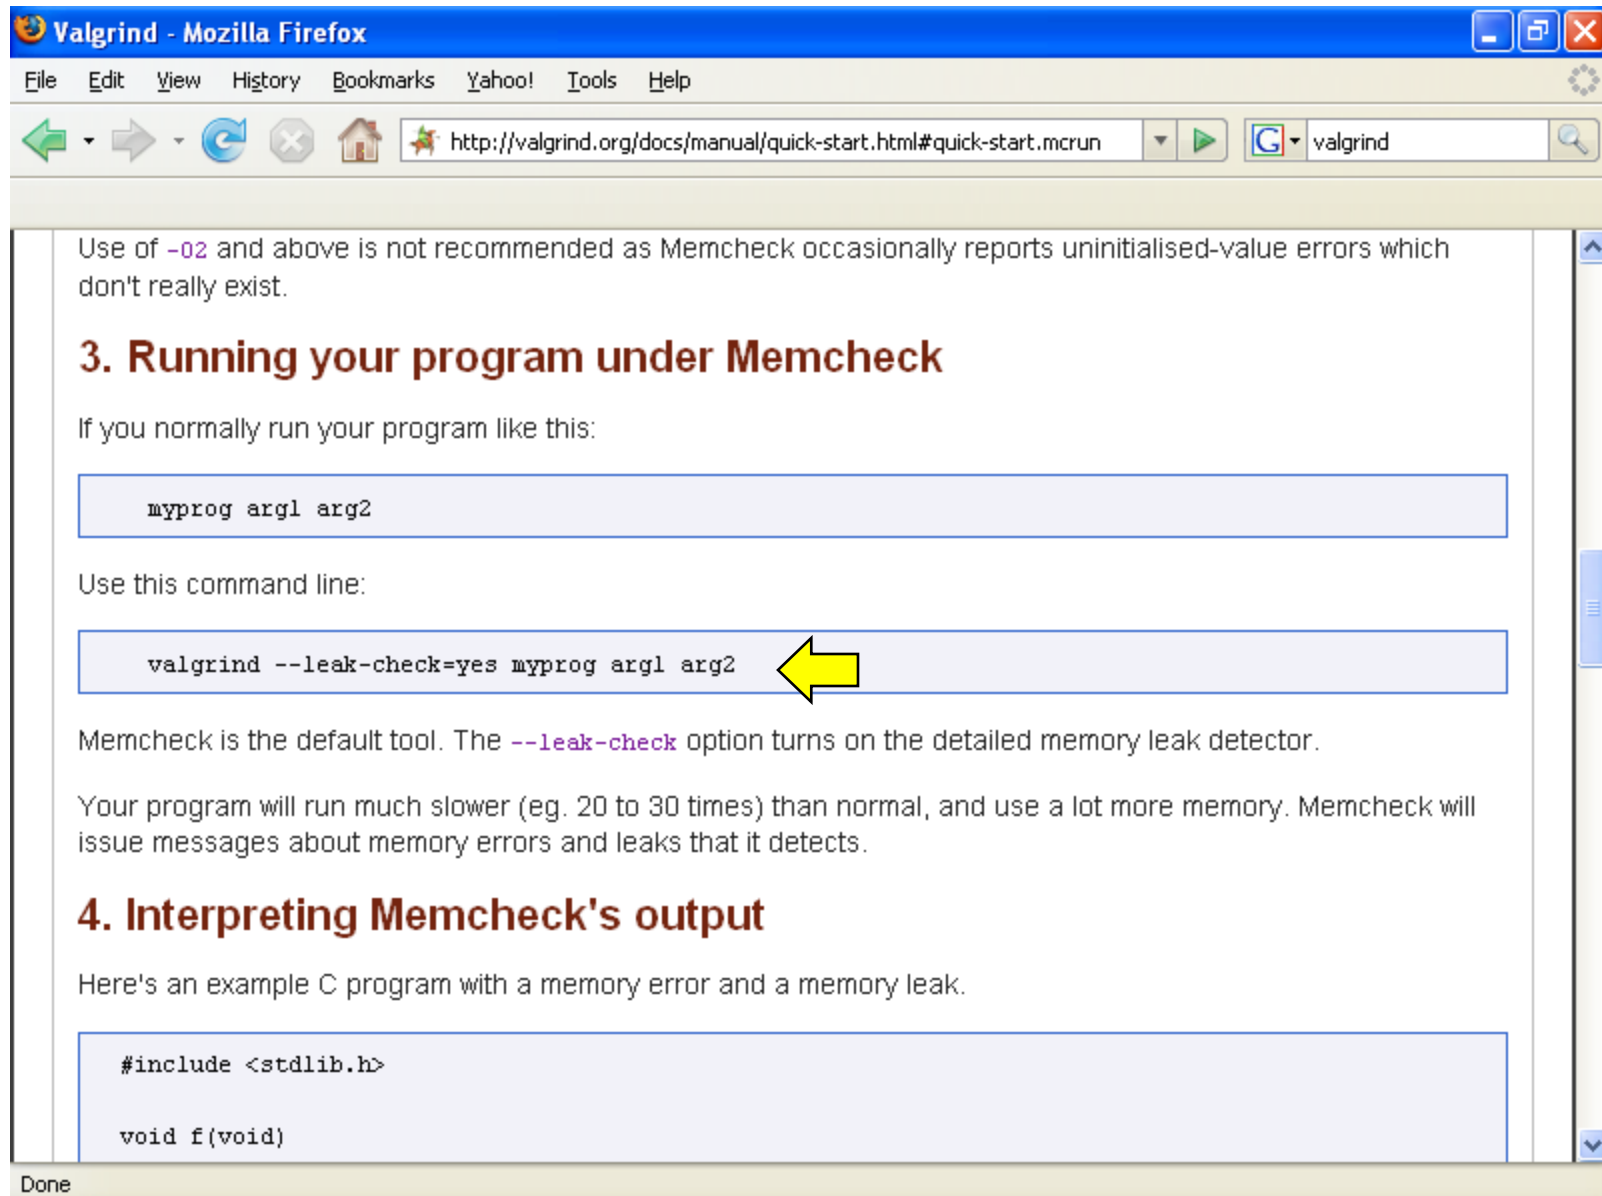 Valgrind - Mozilla Firefox
File Edit View History Bookmarks Yahoo! Tools Help
http://valgrind.org/docs/manual/quick-start.html#quick-start.mcrun G valgrind
Use of -O2 and above is not recommended as Memcheck occasionally reports uninitialised-value errors which
don't really exist.
3. Running your program under Memcheck
If you normally run your program like this:
myprog arg1 arg2
Use this command line:
valgrind --leak-check=yes myprog arg1 arg2
Memcheck is the default tool. The --leak-check option turns on the detailed memory leak detector.
Your program will run much slower (eg. 20 to 30 times) than normal, and use a lot more memory. Memcheck will
issue messages about memory errors and leaks that it detects.
4. Interpreting Memcheck's output
Here's an example C program with a memory error and a memory leak.
#include <stdlib.h>
void f(void)
Done